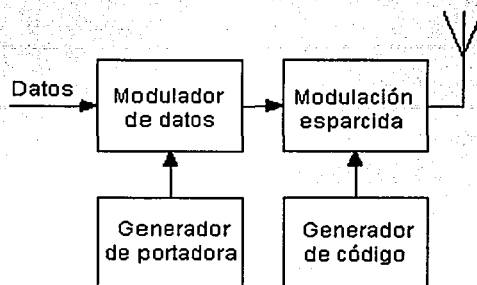 Datos
Modulador
de datos
Modulación
esparcida
Generador
de portadora
Generador
de código